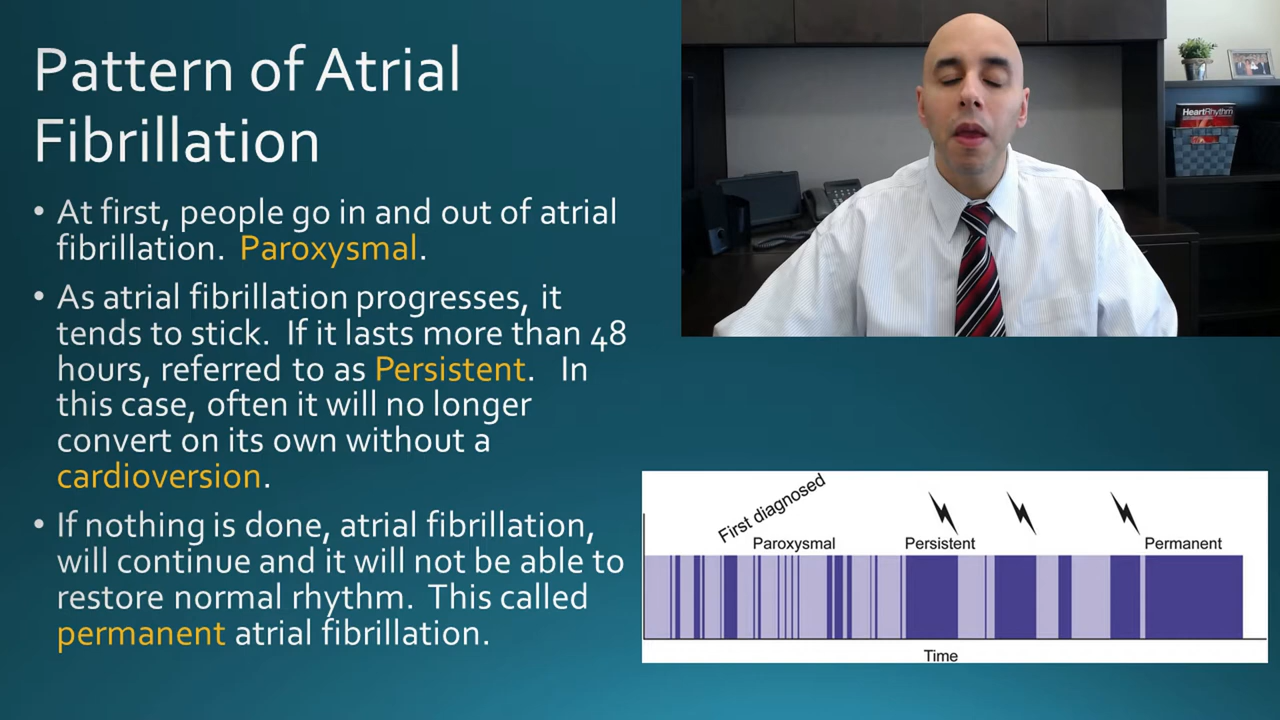 Pattern of Atrial
Fibrillation
• At first, people go in and out of atrial
fibrillation. Paroxysmal.
• As atrial fibrillation progresses, it
tends to stick. If it lasts more than 48
hours, referred to as Persistent. In
this case, often it will no longer
convert on its own without a
cardioversion.
• If nothing is done, atrial fibrillation,
will continue and it will not be able to
restore normal rhythm. This called
permanent atrial fibrillation.
HeartRhythm
First diagnosed
Paroxysmal
Persistent
Permanent
Time